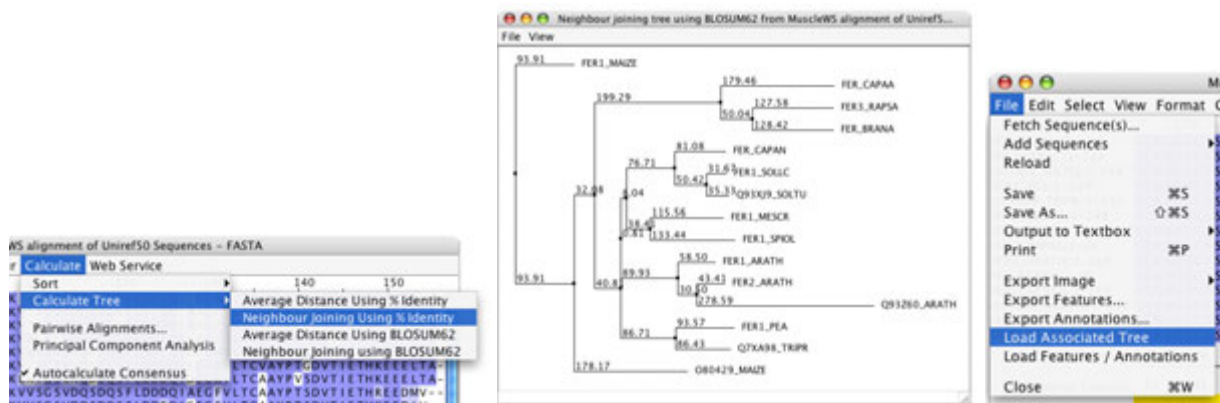 WS alignment of Uniref50 Sequences – FASTA
Calculate Web Service
Sort
Calculate Tree
Pairwise Alignments...
Principal Component Analysis
✓ Autocalculate Consensus
140 150
Average Distance Using % Identity
Neighbour Joining Using % Identity
Average Distance Using BLOSUM62
Neighbour Joining using BLOSUM62
Neighbour joining tree using BLOSUM62 from MuscleWS alignment of Uniref5...
File View
93.91 FER1_MAIZE
179.46 FER_CAPAA
199.29
127.58 FER3_RAPSA
50.04
128.42 FER_BRANA
81.08 FER_CAPAN
76.71
31.67 FER1_SOLLC
50.42
35.33 Q93XJ9_SOLTU
32.08
115.56 FER1_MESCR
0.81
133.44 FER1_SPIOL
58.50 FER1_ARATH
89.93
43.41 FER2_ARATH
93.91
278.59 Q93Z60_ARATH
93.57 FER1_PEA
86.71
86.43 Q7XA98_TRIPR
178.17 O80429_MAIZE
File Edit Select View Format
Fetch Sequence(s)...
Add Sequences
Reload
Save ⌘S
Save As... ⇧⌘S
Output to Textbox
Print ⌘P
Export Image
Export Features...
Export Annotations...
Load Associated Tree
Load Features / Annotations
Close ⌘W